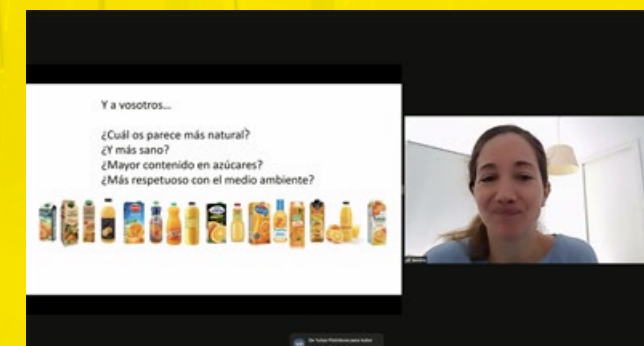 Y a vosotros...
¿Cuál os parece más natural?
¿Y más sano?
¿Mayor contenido en azúcares?
¿Más respetuoso con el medio ambiente?